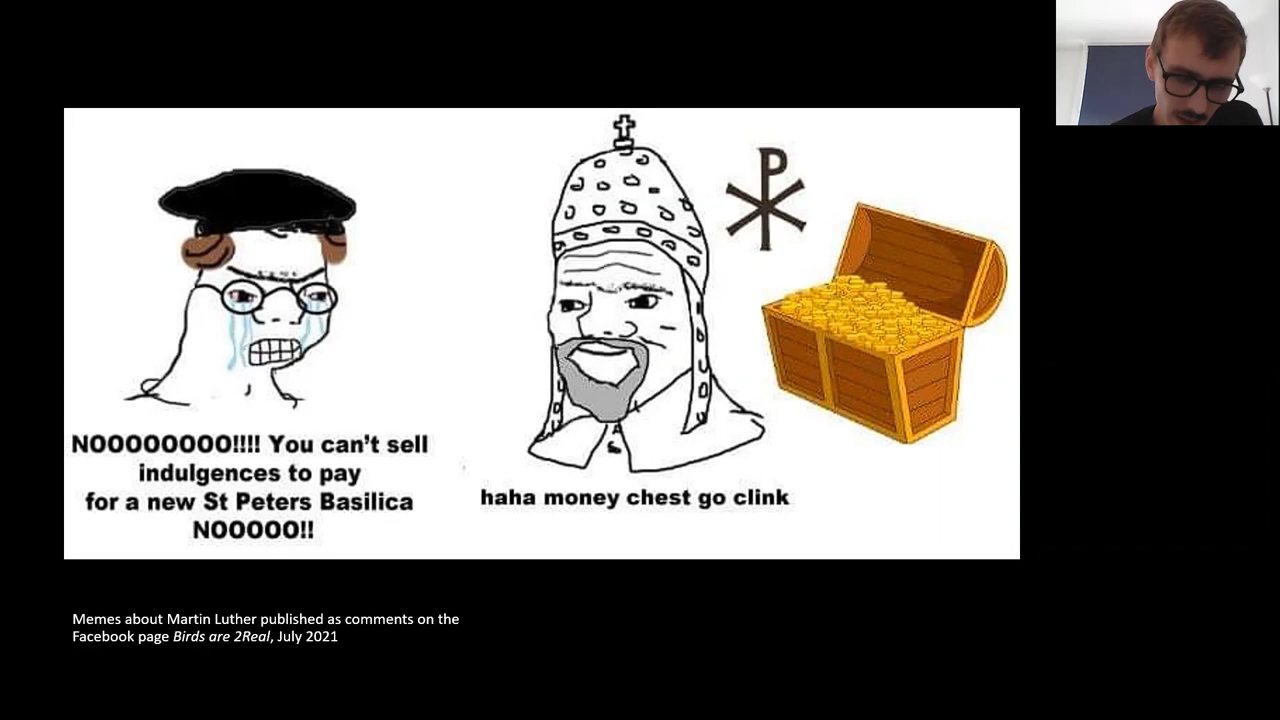 NOOOOOOOO!!!! You can't sell
indulgences to pay
for a new St Peters Basilica
NOOOOO!!
haha money chest go clink
Memes about Martin Luther published as comments on the
Facebook page Birds are 2Real, July 2021